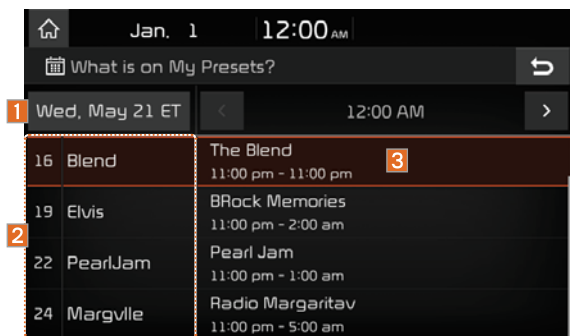 Jan. 1 12:00 AM
What is on My Presets?
1 Wed, May 21 ET < 12:00 AM >
16 Blend The Blend 3
11:00 pm - 11:00 pm
19 Elvis BRock Memories
11:00 pm - 2:00 am
2
22 PearlJam Pearl Jam
11:00 pm - 1:00 am
24 Margvlle Radio Margaritav
11:00 pm - 5:00 am